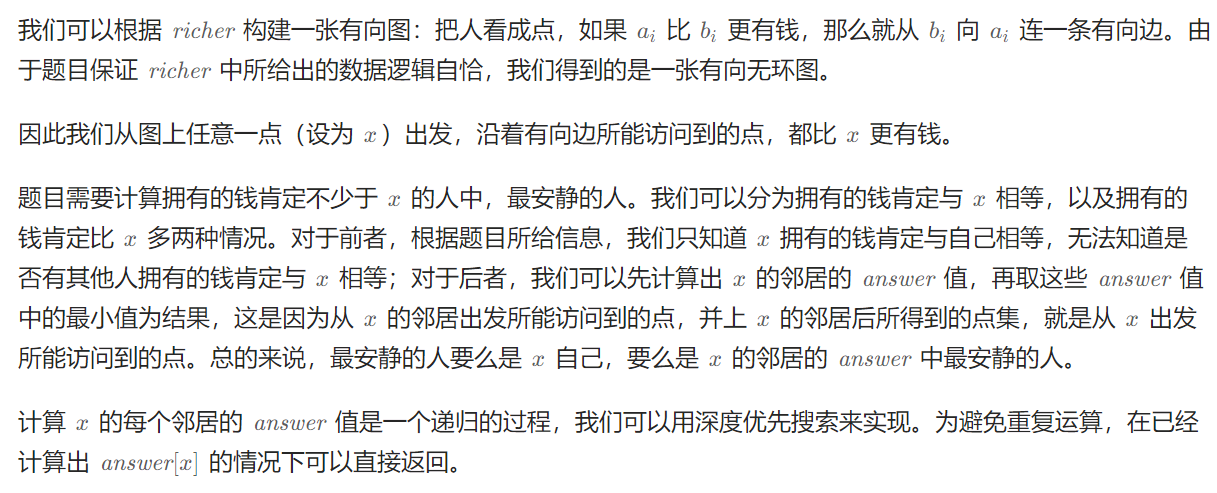 我们可以根据 richer 构建一张有向图：把人看成点，如果 aᵢ 比 bᵢ 更有钱，那么就从 bᵢ 向 aᵢ 连一条有向边。由
于题目保证 richer 中所给出的数据逻辑自恰，我们得到的是一张有向无环图。
因此我们从图上任意一点（设为 x）出发，沿着有向边所能访问到的点，都比 x 更有钱。
题目需要计算拥有的钱肯定不少于 x 的人中，最安静的人。我们可以分为拥有的钱肯定与 x 相等，以及拥有的
钱肯定比 x 多两种情况。对于前者，根据题目所给信息，我们只知道 x 拥有的钱肯定与自己相等，无法知道是
否有其他人拥有的钱肯定与 x 相等；对于后者，我们可以先计算出 x 的邻居的 answer 值，再取这些 answer 值
中的最小值为结果，这是因为从 x 的邻居出发所能访问到的点，并上 x 的邻居后所得到的点集，就是从 x 出发
所能访问到的点。总的来说，最安静的人要么是 x 自己，要么是 x 的邻居的 answer 中最安静的人。
计算 x 的每个邻居的 answer 值是一个递归的过程，我们可以用深度优先搜索来实现。为避免重复运算，在已经
计算出 answer[x] 的情况下可以直接返回。